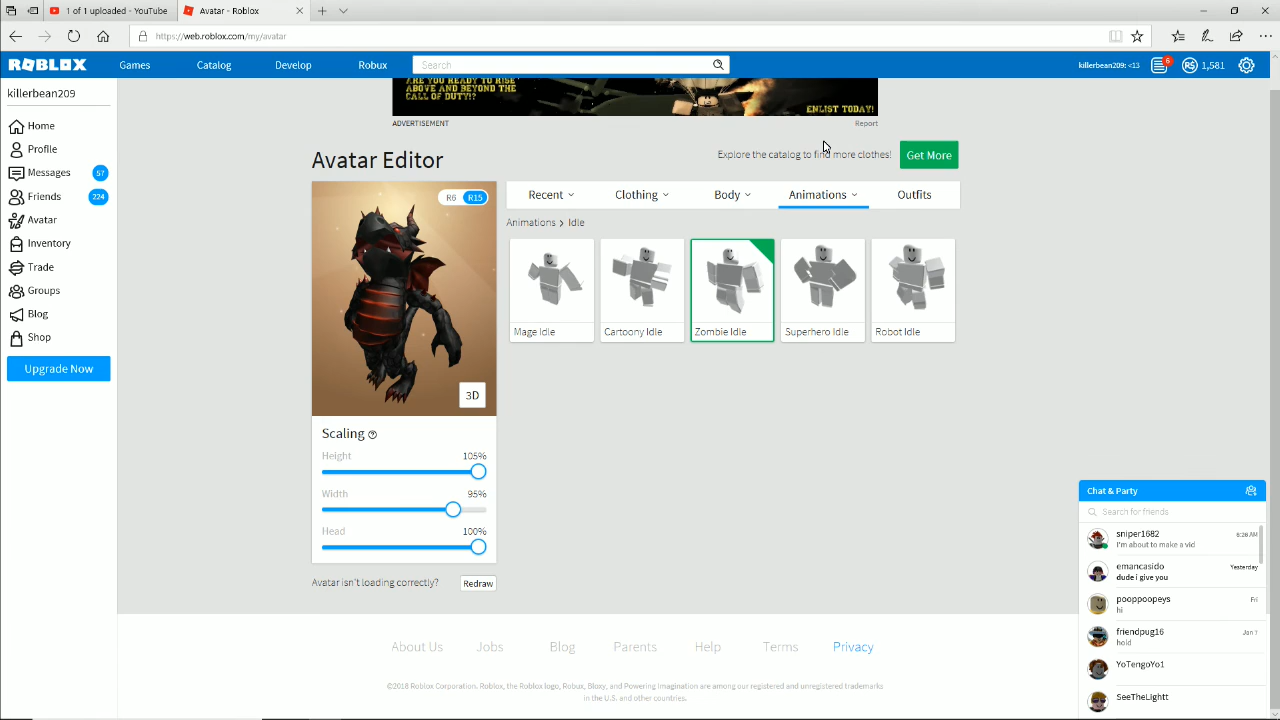 1 of 1 uploaded - YouTube
Avatar - Roblox
https://web.roblox.com/my/avatar
ROBLOX
Games
Catalog
Develop
Robux
Search
killerbean209: <13
6
R$
1,581
killerbean209
Home
Profile
Messages
57
Friends
224
Avatar
Inventory
Trade
Groups
Blog
Shop
Upgrade Now
ARE YOU READY TO RISE
ABOVE AND BEYOND THE
CALL OF DUTY!?
ENLIST TODAY!
ADVERTISEMENT
Report
Avatar Editor
Explore the catalog to find more clothes!
Get More
R6
R15
3D
Recent
Clothing
Body
Animations
Outfits
Animations > Idle
Mage Idle
Cartoony Idle
Zombie Idle
Superhero Idle
Robot Idle
Scaling
Height
105%
Width
95%
Head
100%
Avatar isn't loading correctly?
Redraw
Chat & Party
Search for friends
sniper1682
6:26 AM
I'm about to make a vid
emancasido
Yesterday
dude i give you
pooppoopeys
Fri
hi
friendpug16
Jan 7
hold
YoTengoYo1
SeeTheLightt
About Us
Jobs
Blog
Parents
Help
Terms
Privacy
©2018 Roblox Corporation. Roblox, the Roblox logo, Robux, Bloxy, and Powering Imagination are among our registered and unregistered trademarks
in the U.S. and other countries.